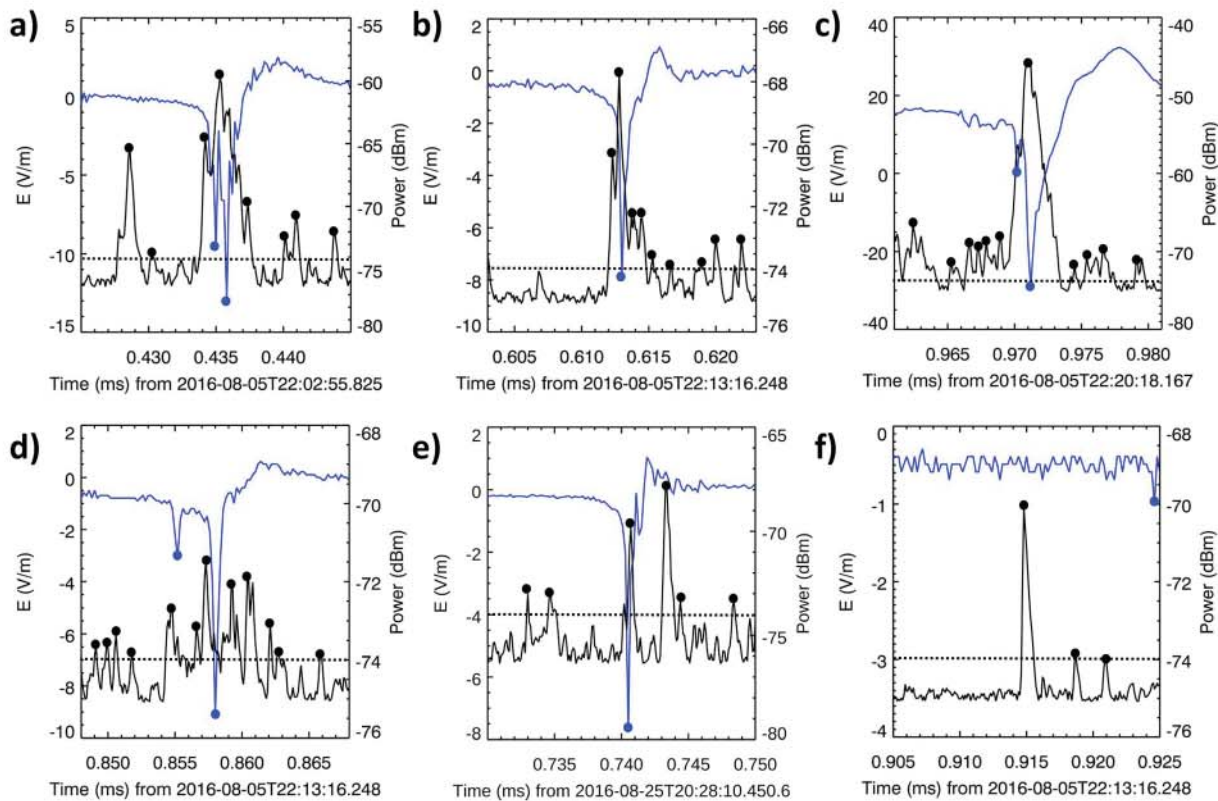 a)
5
0
-5
-10
-15
E (V/m)
-55
-60
-65
-70
-75
-80
Power (dBm)
0.430 0.435 0.440
Time (ms) from 2016-08-05T22:02:55.825
b)
2
0
-2
-4
-6
-8
-10
E (V/m)
-66
-68
-70
-72
-74
-76
Power (dBm)
0.605 0.610 0.615 0.620
Time (ms) from 2016-08-05T22:13:16.248
c)
40
20
0
-20
-40
E (V/m)
-40
-50
-60
-70
-80
Power (dBm)
0.965 0.970 0.975 0.980
Time (ms) from 2016-08-05T22:20:18.167
d)
2
0
-2
-4
-6
-8
-10
E (V/m)
-68
-70
-72
-74
-76
Power (dBm)
0.850 0.855 0.860 0.865
Time (ms) from 2016-08-05T22:13:16.248
e)
2
0
-2
-4
-6
-8
E (V/m)
-65
-70
-75
-80
Power (dBm)
0.735 0.740 0.745 0.750
Time (ms) from 2016-08-25T20:28:10.450.6
f)
0
-1
-2
-3
-4
E (V/m)
-68
-70
-72
-74
-76
Power (dBm)
0.905 0.910 0.915 0.920 0.925
Time (ms) from 2016-08-05T22:13:16.248